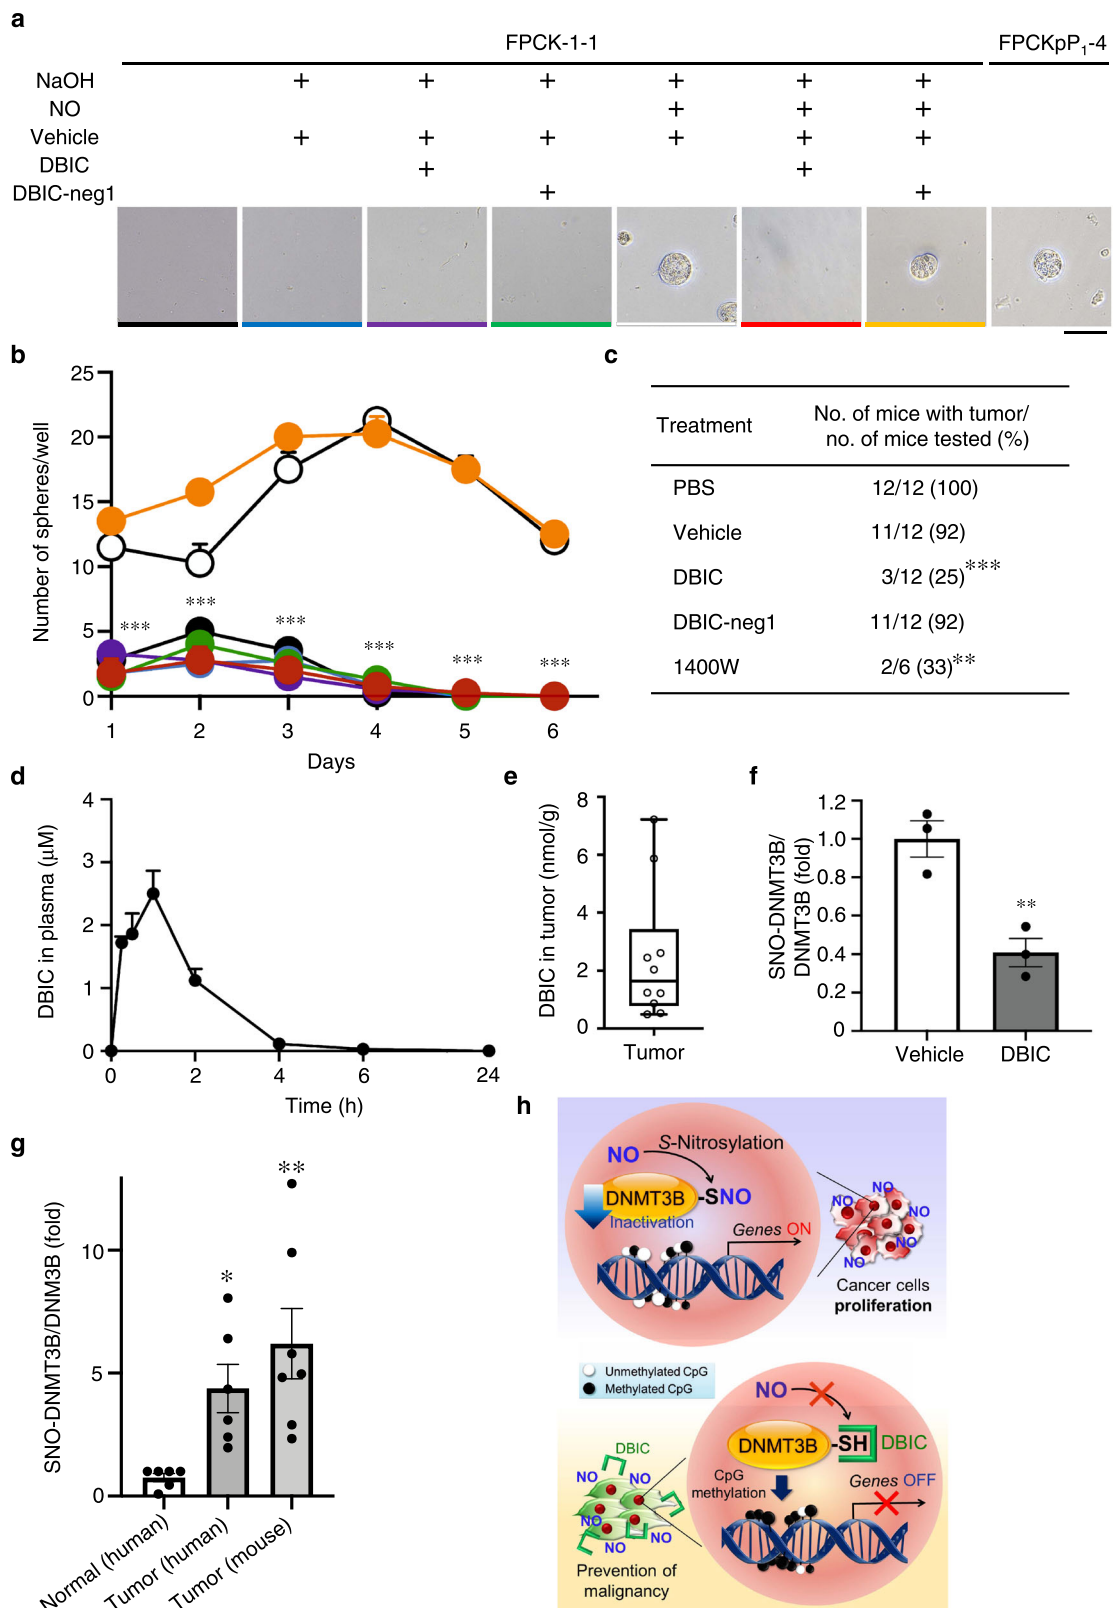 a
FPCK-1-1
FPCKpP₁-4
NaOH + + + + + +
NO + + +
Vehicle + + + + + +
DBIC + +
DBIC-neg1 + +
b
Number of spheres/well
25
20
15
10
5
0
*** *** *** *** *** ***
1 2 3 4 5 6
Days
c
Treatment
No. of mice with tumor/
no. of mice tested (%)
PBS 12/12 (100)
Vehicle 11/12 (92)
DBIC 3/12 (25)***
DBIC-neg1 11/12 (92)
1400W 2/6 (33)**
d
DBIC in plasma (μM)
4
3
2
1
0
0 2 4 6 24
Time (h)
e
DBIC in tumor (nmol/g)
8
6
4
2
0
Tumor
f
SNO-DNMT3B/
DNMT3B (fold)
1.2
1.0
0.8
0.6
0.4
0.2
0
**
Vehicle DBIC
g
SNO-DNMT3B/DNM3B (fold)
10
5
0
*
**
Normal (human)
Tumor (human)
Tumor (mouse)
h
S-Nitrosylation
NO
DNMT3B -SNO
Inactivation
Genes ON
NO
NO
NO
NO
NO
Cancer cells
proliferation
Unmethylated CpG
Methylated CpG
NO
DNMT3B -SH DBIC
CpG
methylation
Genes OFF
DBIC
NO
NO
NO
NO
NO
Prevention of
malignancy